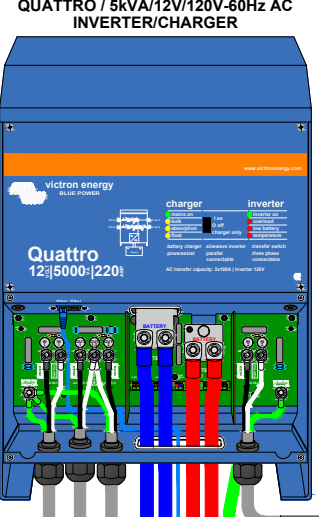 QUATTRO / 5kVA/12V/120V-60Hz AC
INVERTER/CHARGER
www.victronenergy.com
victron energy
BLUE POWER
charger
inverter
mains on
bulk
absorption
float
I on
O off
charger only
inverter on
overload
low battery
temperature
Quattro
12|5000|220
.battery charger
.powerassist
.sinewave inverter
.parallel
connectable
.transfer switch
.three phase
connectable
AC transfer capacity: 2x100A | Inverter 120V
BATTERY
BATTERY